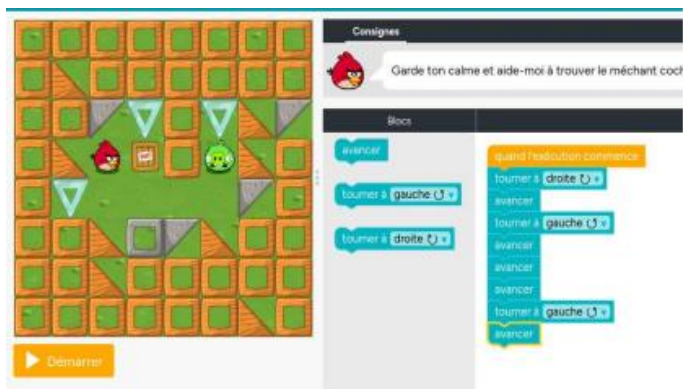 Consignes
Garde ton calme et aide-moi à trouver le méchant coch
Blocs
avancer
tourner à gauche
tourner à droite
quand l'exécution commence
tourner à droite
avancer
tourner à gauche
avancer
avancer
avancer
tourner à gauche
avancer
Démarrer